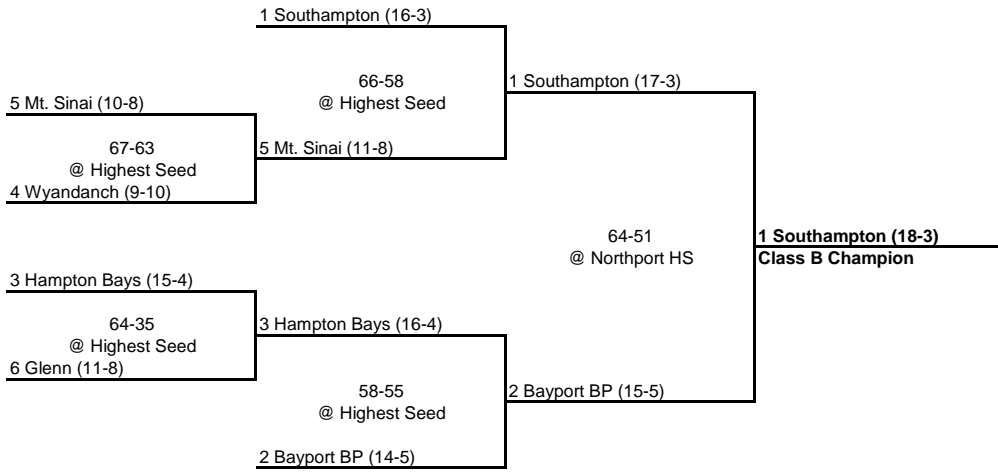 1 Southampton (16-3)
66-58
@ Highest Seed
1 Southampton (17-3)
5 Mt. Sinai (10-8)
67-63
@ Highest Seed
5 Mt. Sinai (11-8)
4 Wyandanch (9-10)
64-51
@ Northport HS
1 Southampton (18-3)
Class B Champion
3 Hampton Bays (15-4)
64-35
@ Highest Seed
3 Hampton Bays (16-4)
6 Glenn (11-8)
58-55
@ Highest Seed
2 Bayport BP (15-5)
2 Bayport BP (14-5)